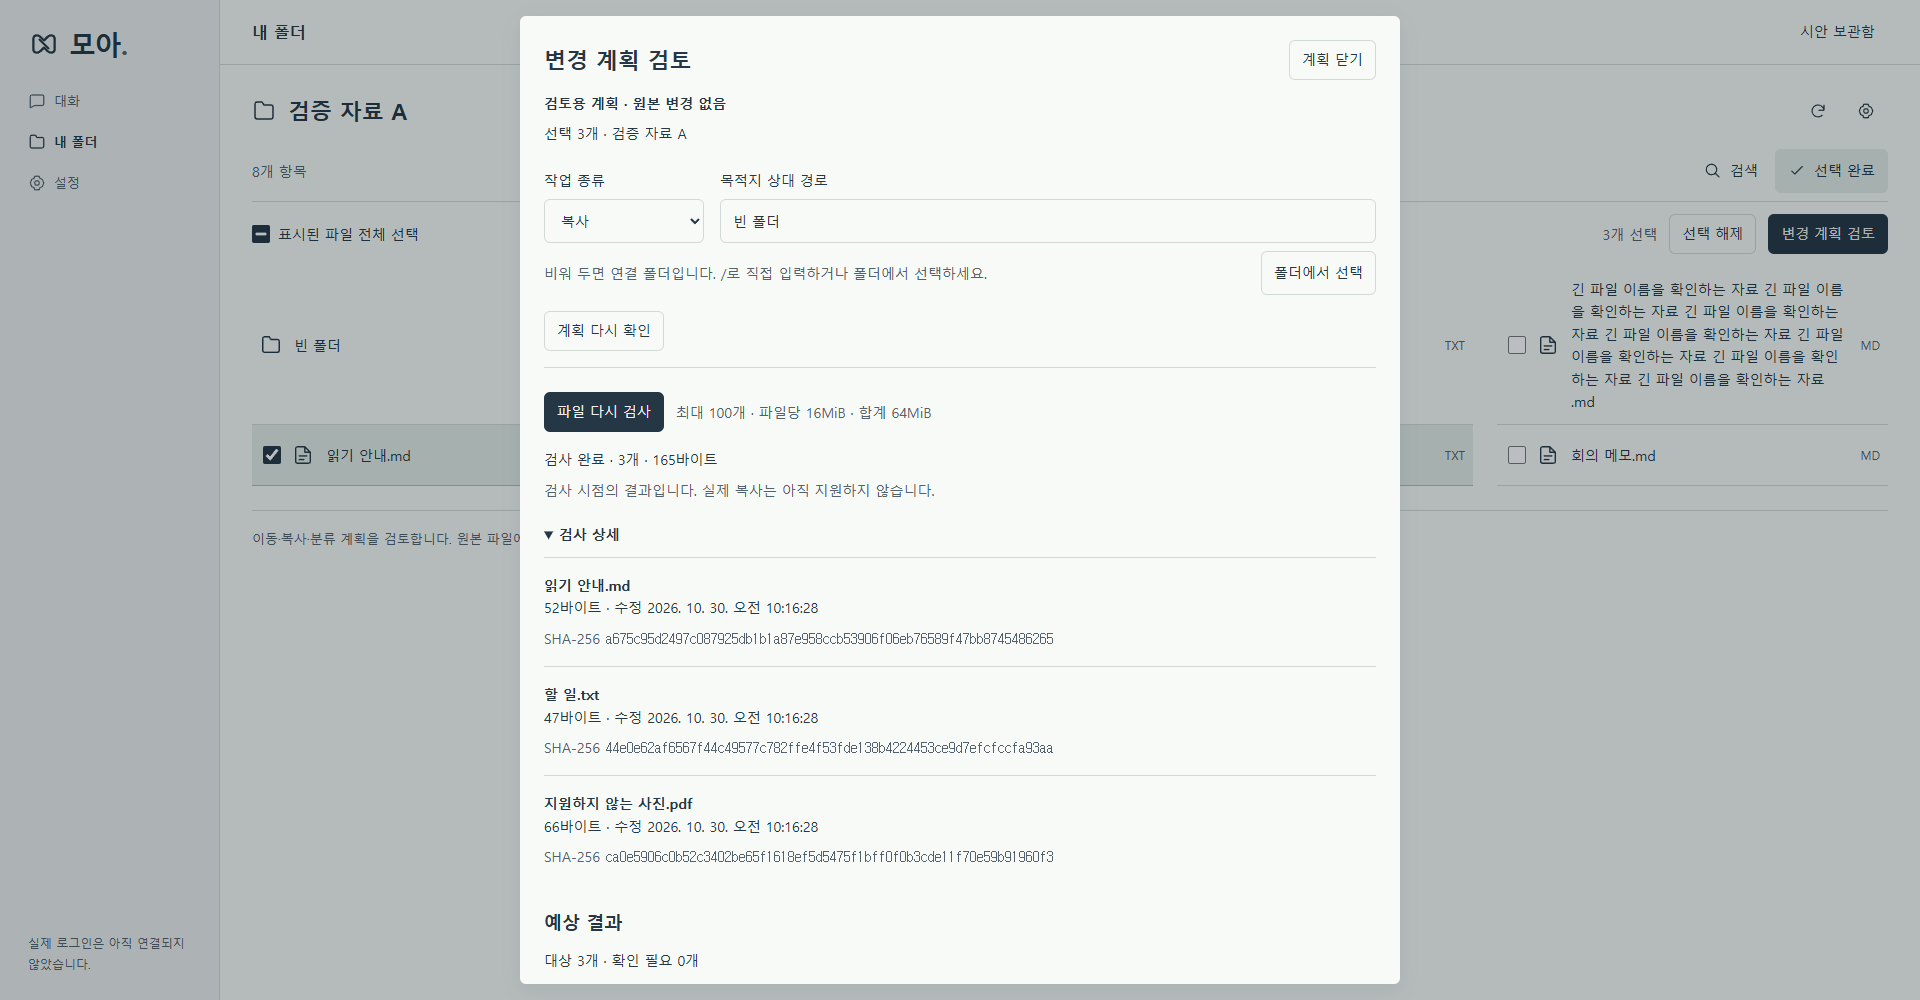 모아.
대화
내 폴더
설정
실제 로그인은 아직 연결되지
않았습니다.
내 폴더
시안 보관함
검증 자료 A
8개 항목
검색
선택 완료
표시된 파일 전체 선택
3개 선택
선택 해제
변경 계획 검토
빈 폴더
TXT
긴 파일 이름을 확인하는 자료 긴 파일 이름
을 확인하는 자료 긴 파일 이름을 확인하는
자료 긴 파일 이름을 확인하는 자료 긴 파일
이름을 확인하는 자료 긴 파일 이름을 확인
하는 자료 긴 파일 이름을 확인하는 자료
.md
MD
읽기 안내.md
TXT
회의 메모.md
MD
이동·복사·분류 계획을 검토합니다. 원본 파일에
변경 계획 검토
계획 닫기
검토용 계획 · 원본 변경 없음
선택 3개 · 검증 자료 A
작업 종류
목적지 상대 경로
복사
빈 폴더
비워 두면 연결 폴더입니다. /로 직접 입력하거나 폴더에서 선택하세요.
폴더에서 선택
계획 다시 확인
파일 다시 검사
최대 100개 · 파일당 16MiB · 합계 64MiB
검사 완료 · 3개 · 165바이트
검사 시점의 결과입니다. 실제 복사는 아직 지원하지 않습니다.
▼ 검사 상세
읽기 안내.md
52바이트 · 수정 2026. 10. 30. 오전 10:16:28
SHA-256 a675c95d2497c087925db1b1a87e958ccb53906f06eb76589f47bb8745486265
할 일.txt
47바이트 · 수정 2026. 10. 30. 오전 10:16:28
SHA-256 44e0e62af6567f44c49577c782ffe4f53fde138b4224453ce9d7efcfccfa93aa
지원하지 않는 사진.pdf
66바이트 · 수정 2026. 10. 30. 오전 10:16:28
SHA-256 ca0e5906c0b52c3402be65f1618ef5d5475f1bff0f0b3cde11f70e59b91960f3
예상 결과
대상 3개 · 확인 필요 0개